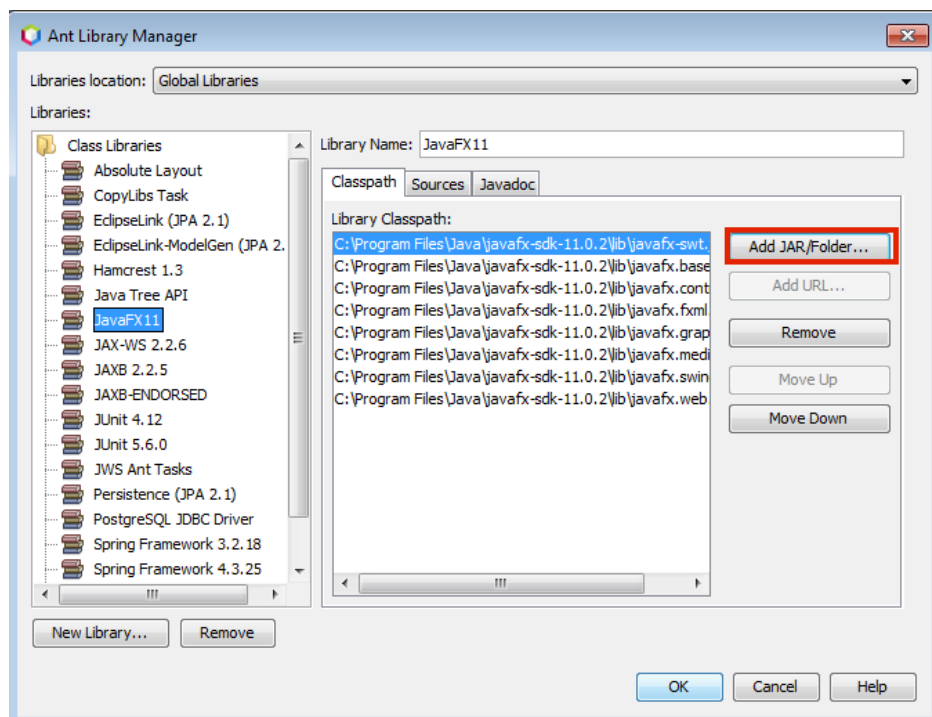 Ant Library Manager
Libraries location: Global Libraries
Libraries:
Class Libraries
Absolute Layout
CopyLibs Task
EclipseLink (JPA 2.1)
EclipseLink-ModelGen (JPA 2.
Hamcrest 1.3
Java Tree API
JavaFX11
JAX-WS 2.2.6
JAXB 2.2.5
JAXB-ENDORSED
JUnit 4.12
JUnit 5.6.0
JWS Ant Tasks
Persistence (JPA 2.1)
PostgreSQL JDBC Driver
Spring Framework 3.2.18
Spring Framework 4.3.25
New Library... Remove
Library Name: JavaFX11
Classpath Sources Javadoc
Library Classpath:
C:\Program Files\Java\javafx-sdk-11.0.2\lib\javafx-swt.
C:\Program Files\Java\javafx-sdk-11.0.2\lib\javafx.base
C:\Program Files\Java\javafx-sdk-11.0.2\lib\javafx.cont
C:\Program Files\Java\javafx-sdk-11.0.2\lib\javafx.fxml
C:\Program Files\Java\javafx-sdk-11.0.2\lib\javafx.grap
C:\Program Files\Java\javafx-sdk-11.0.2\lib\javafx.medi
C:\Program Files\Java\javafx-sdk-11.0.2\lib\javafx.swin
C:\Program Files\Java\javafx-sdk-11.0.2\lib\javafx.web
Add JAR/Folder...
Add URL...
Remove
Move Up
Move Down
OK Cancel Help